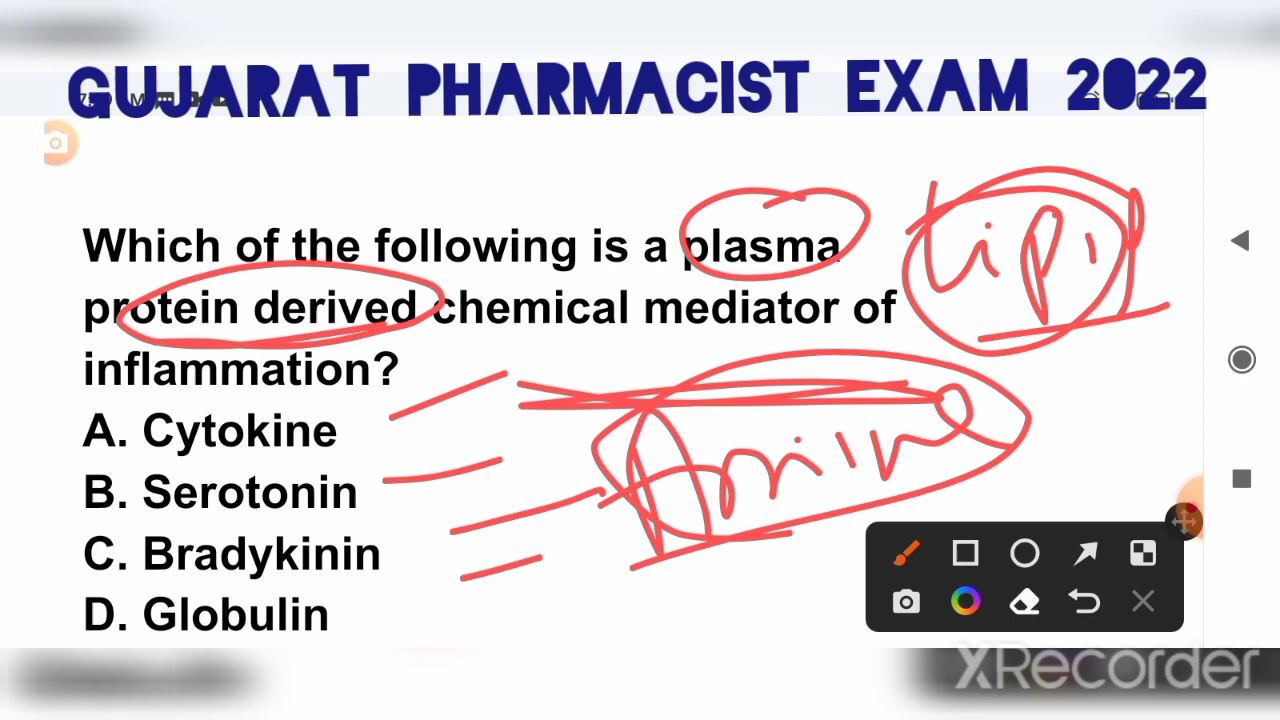 GUJARAT PHARMACIST EXAM 2022
Lipid
Which of the following is a plasma
protein derived chemical mediator of
inflammation?
A. Cytokine
B. Serotonin
C. Bradykinin
D. Globulin
Amine
XRecorder